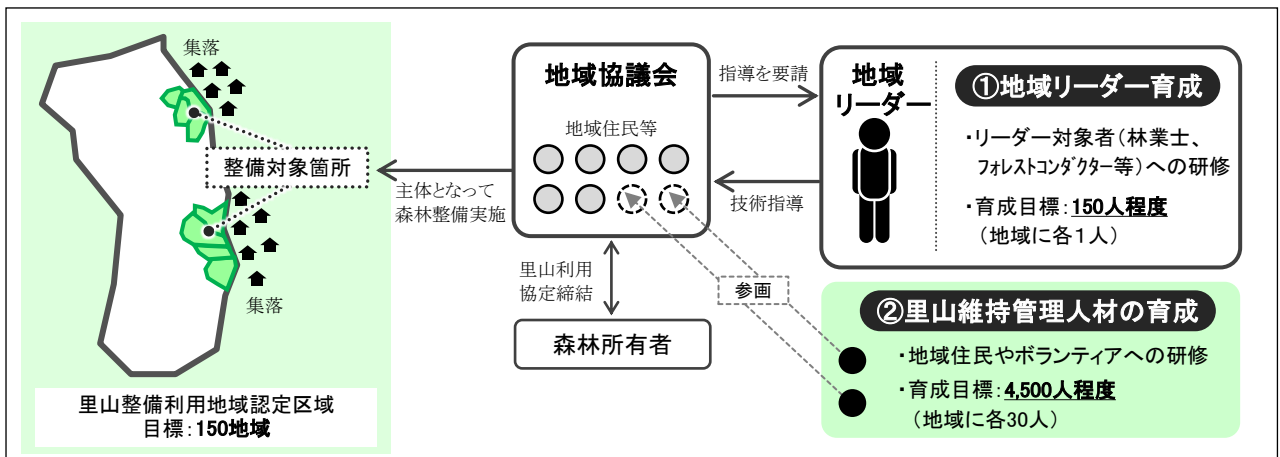 集落
整備対象箇所
集落
里山整備利用地域認定区域
目標：150地域
主体となって
森林整備実施
地域協議会
地域住民等
里山利用
協定締結
森林所有者
指導を要請
技術指導
参画
地域
リーダー
①地域リーダー育成
・リーダー対象者（林業士、
フォレストコンダクター等）への研修
・育成目標：150人程度
（地域に各１人）
②里山維持管理人材の育成
・地域住民やボランティアへの研修
・育成目標：4,500人程度
（地域に各30人）